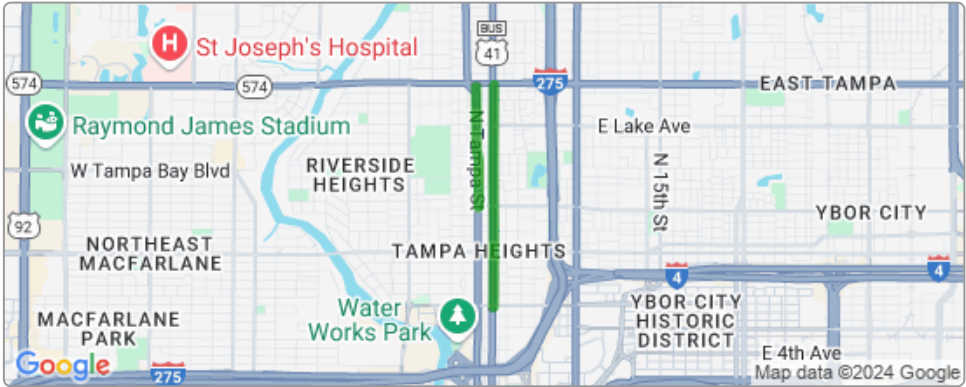 BUS
41
H
St Joseph's Hospital
574
574
275
EAST TAMPA
Raymond James Stadium
E Lake Ave
N Tampa St
W Tampa Bay Blvd
RIVERSIDE
HEIGHTS
N 15th St
92
YBOR CITY
NORTHEAST
MACFARLANE
TAMPA HEIGHTS
4
4
Water
Works Park
YBOR CITY
HISTORIC
DISTRICT
MACFARLANE
PARK
E 4th Ave
Google
275
Map data ©2024 Google